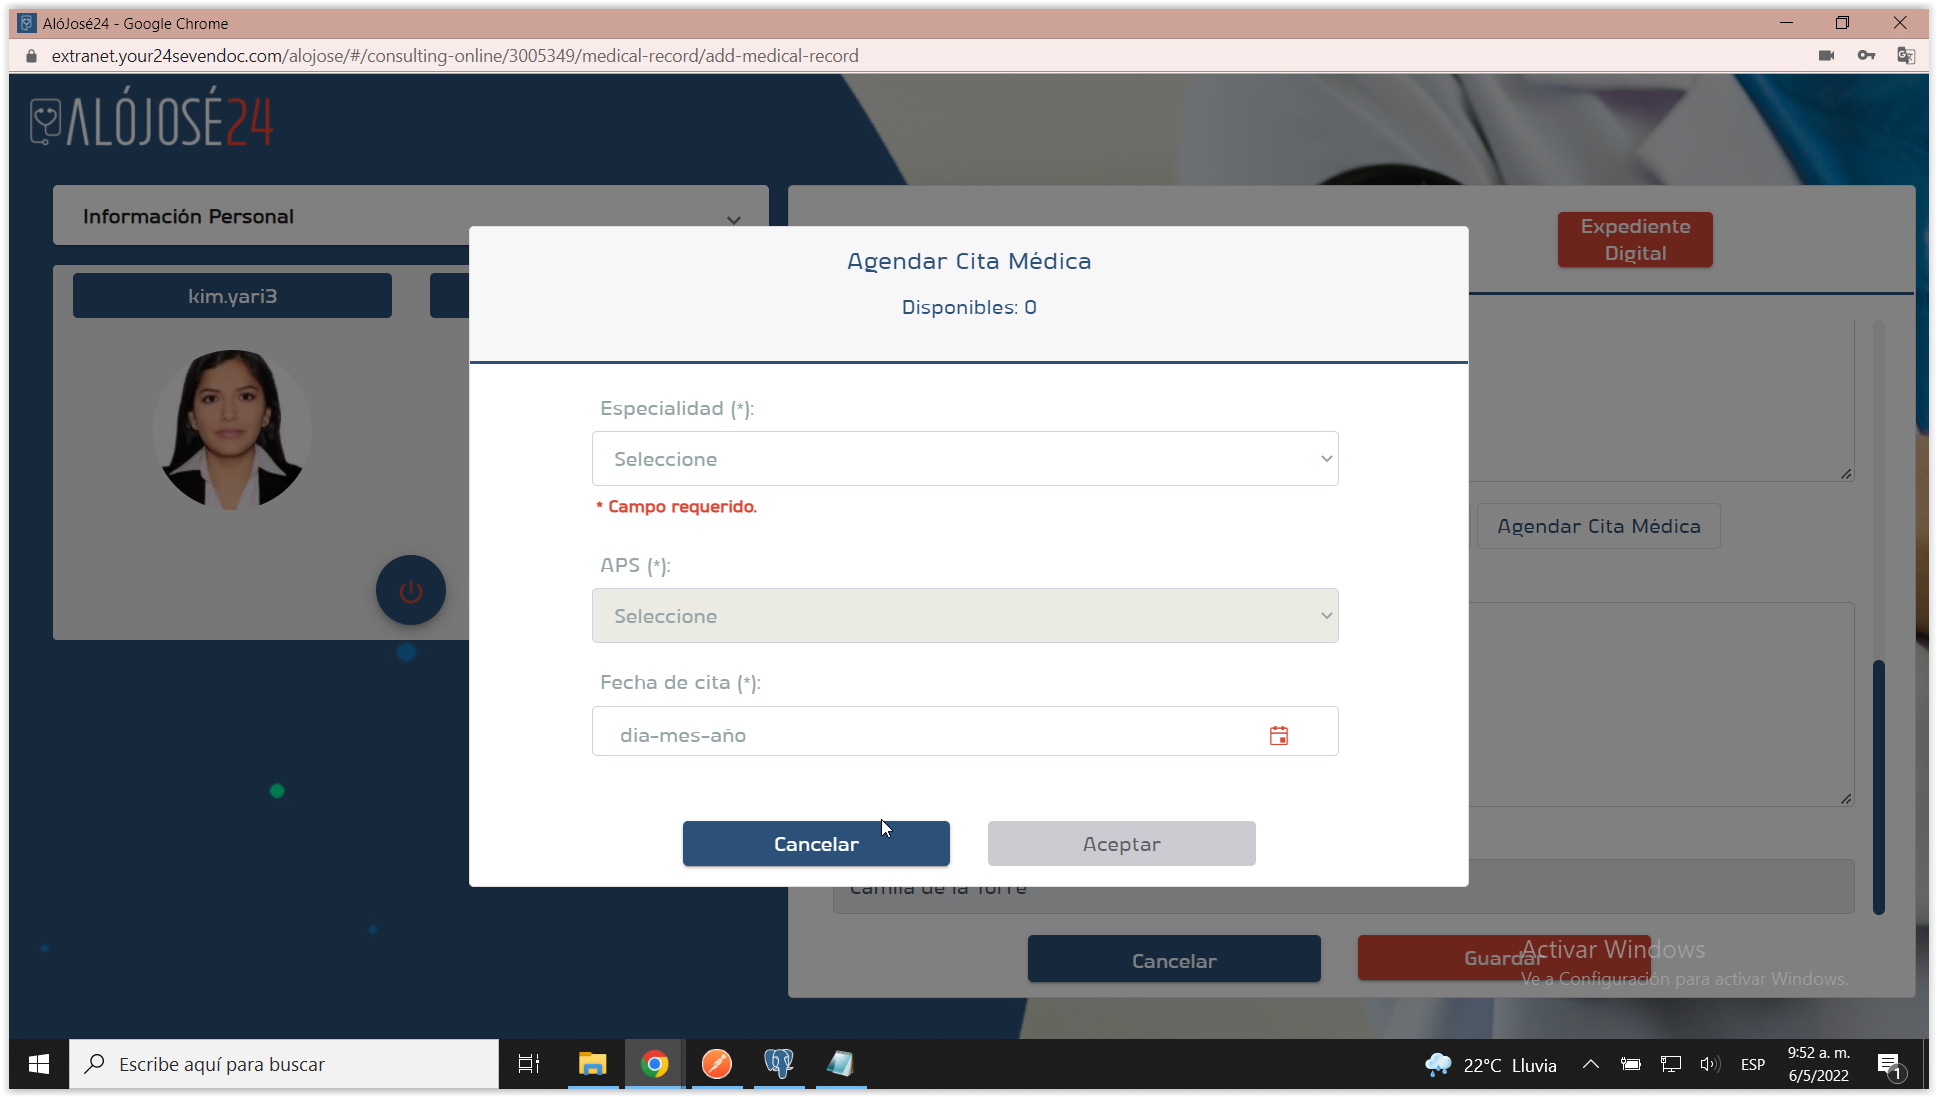 AlóJosé24 - Google Chrome
extranet.your24sevendoc.com/alojose/#/consulting-online/3005349/medical-record/add-medical-record
ALÓJOSÉ24
Información Personal
Expediente
Digital
kim.yari3
Agendar Cita Médica
Disponibles: 0
Especialidad (*):
Seleccione
* Campo requerido.
Agendar Cita Médica
APS (*):
Seleccione
Fecha de cita (*):
dia-mes-año
Cancelar
Aceptar
Camila de la Torre
Cancelar
Guardar
Activar Windows
Ve a Configuración para activar Windows.
Escribe aquí para buscar
22°C Lluvia
ESP
9:52 a. m.
6/5/2022
1